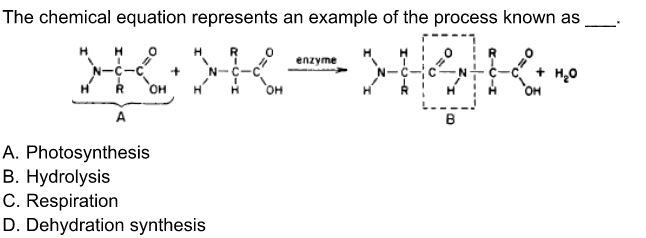 The chemical equation represents an example of the process known as ____.
H H O H R O enzyme H H O R O
N-C-C + N-C-C N-C-C-N-C-C + H₂O
H R OH H H OH H R H H OH
A B
A. Photosynthesis
B. Hydrolysis
C. Respiration
D. Dehydration synthesis